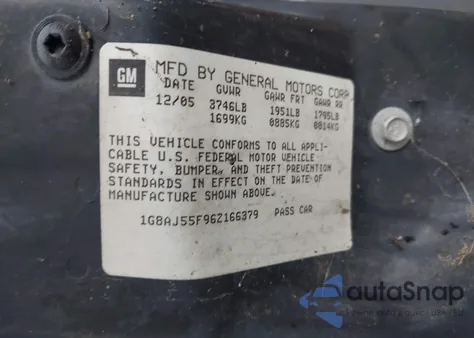 GM
MFD BY GENERAL MOTORS CORP
DATE GVWR GAWR FRT GAWR RR
12/05 3746LB 1951LB 1795LB
1699KG 0885KG 0814KG
THIS VEHICLE CONFORMS TO ALL APPLI-
CABLE U.S. FEDERAL MOTOR VEHICLE
SAFETY, BUMPER, AND THEFT PREVENTION
STANDARDS IN EFFECT ON THE DATE OF
MANUFACTURE SHOWN ABOVE.
1G8AJ55F96Z166379 PASS CAR
autoSnap